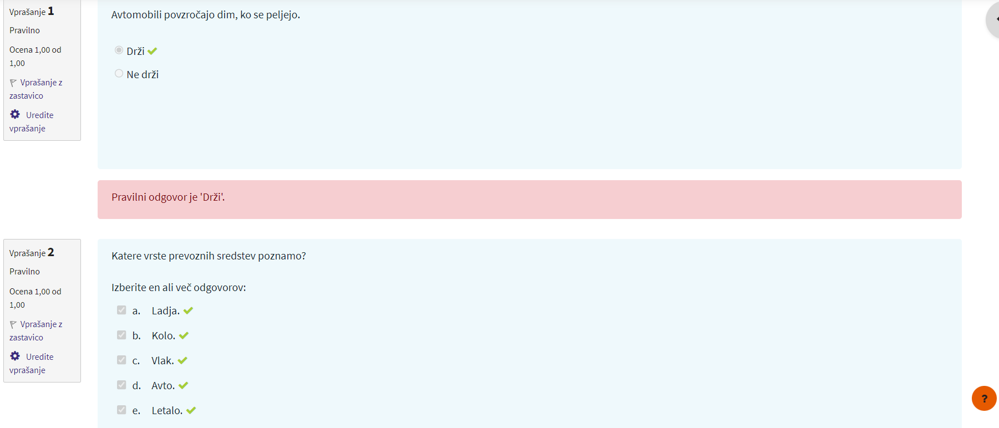 Vprašanje 1
Pravilno
Ocena 1,00 od
1,00
Vprašanje z
zastavico
Uredite
vprašanje
Avtomobili povzročajo dim, ko se peljejo.
Drži
Ne drži
Pravilni odgovor je 'Drži'.
Vprašanje 2
Pravilno
Ocena 1,00 od
1,00
Vprašanje z
zastavico
Uredite
vprašanje
Katere vrste prevoznih sredstev poznamo?
Izberite en ali več odgovorov:
a. Ladja.
b. Kolo.
c. Vlak.
d. Avto.
e. Letalo.
?